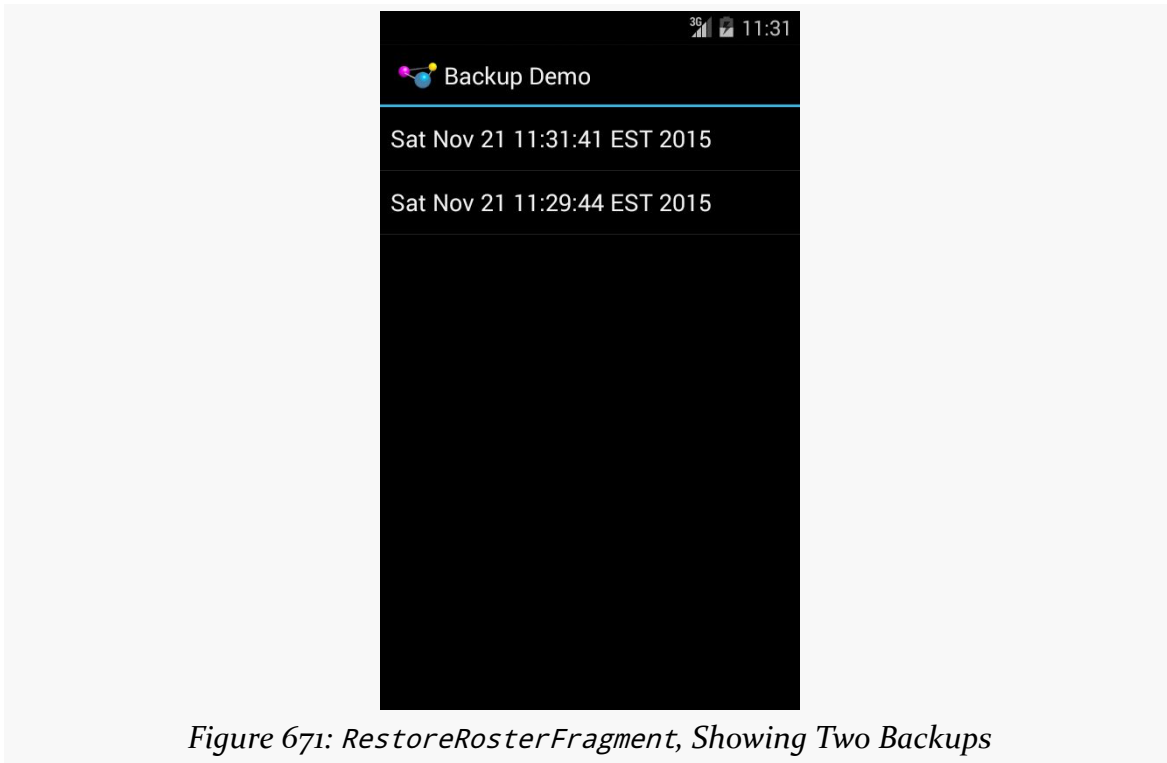 3G 11:31
Backup Demo
Sat Nov 21 11:31:41 EST 2015
Sat Nov 21 11:29:44 EST 2015
Figure 671: RestoreRosterFragment, Showing Two Backups